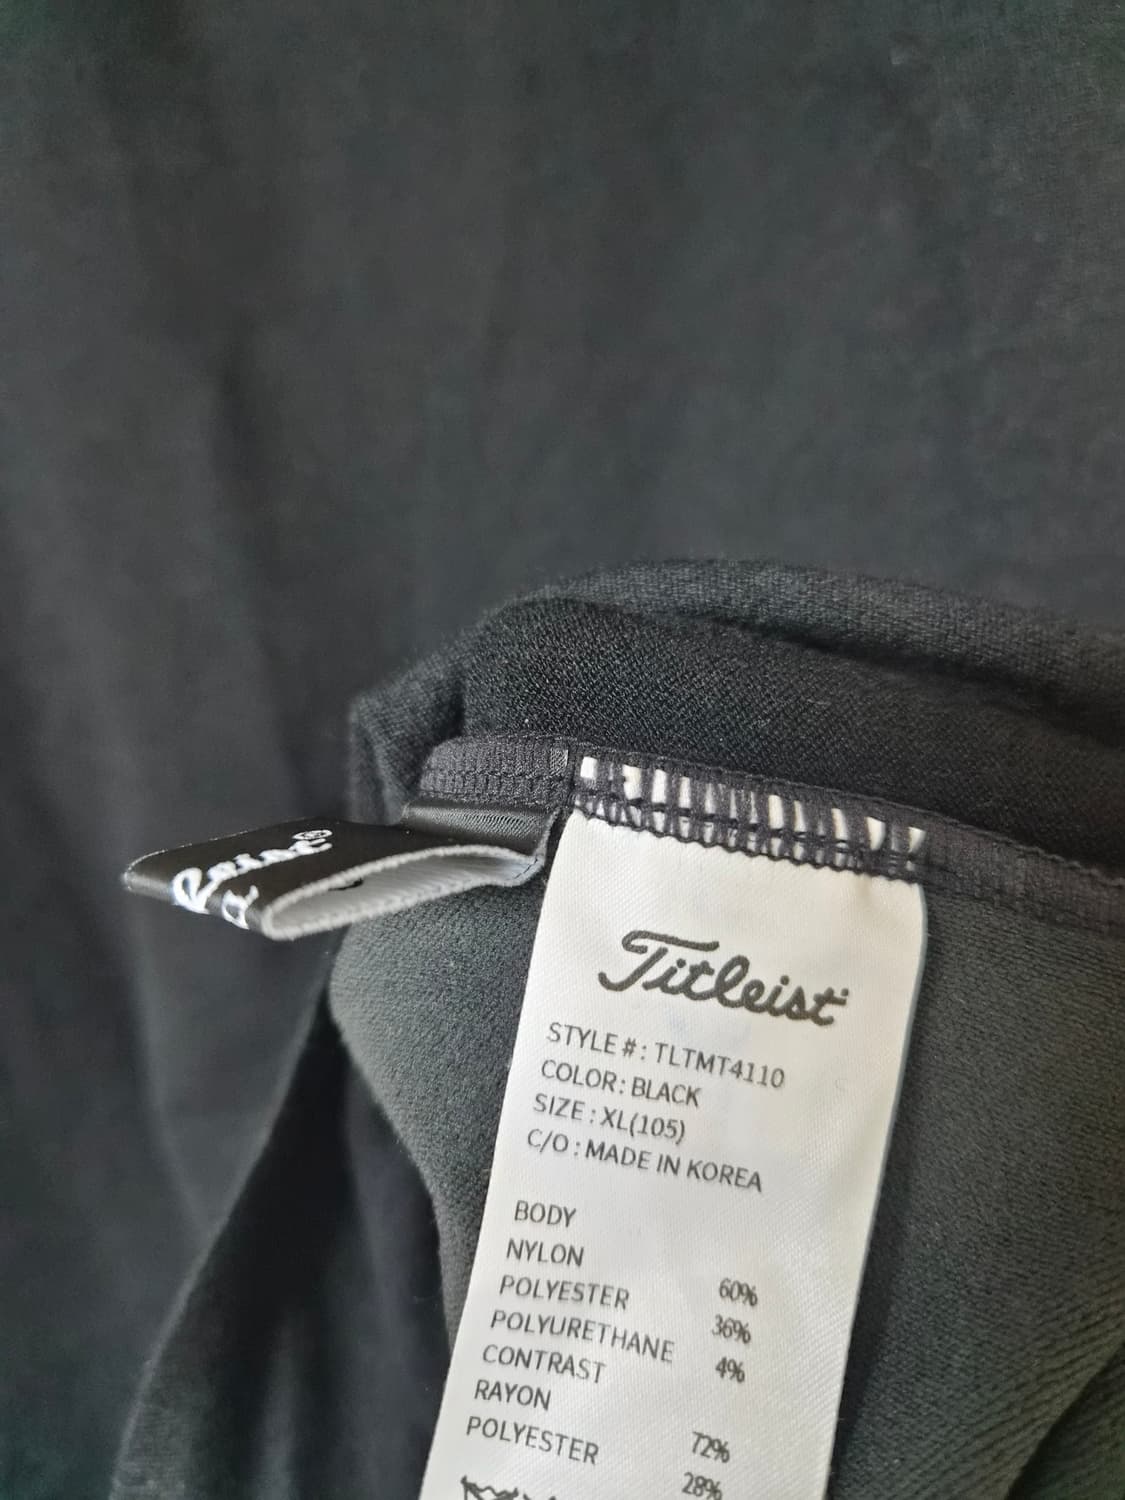 Titleist
STYLE # : TLTMT4110
COLOR : BLACK
SIZE : XL(105)
C/O : MADE IN KOREA
BODY
NYLON 60%
POLYESTER 36%
POLYURETHANE 4%
CONTRAST
RAYON 72%
POLYESTER 28%